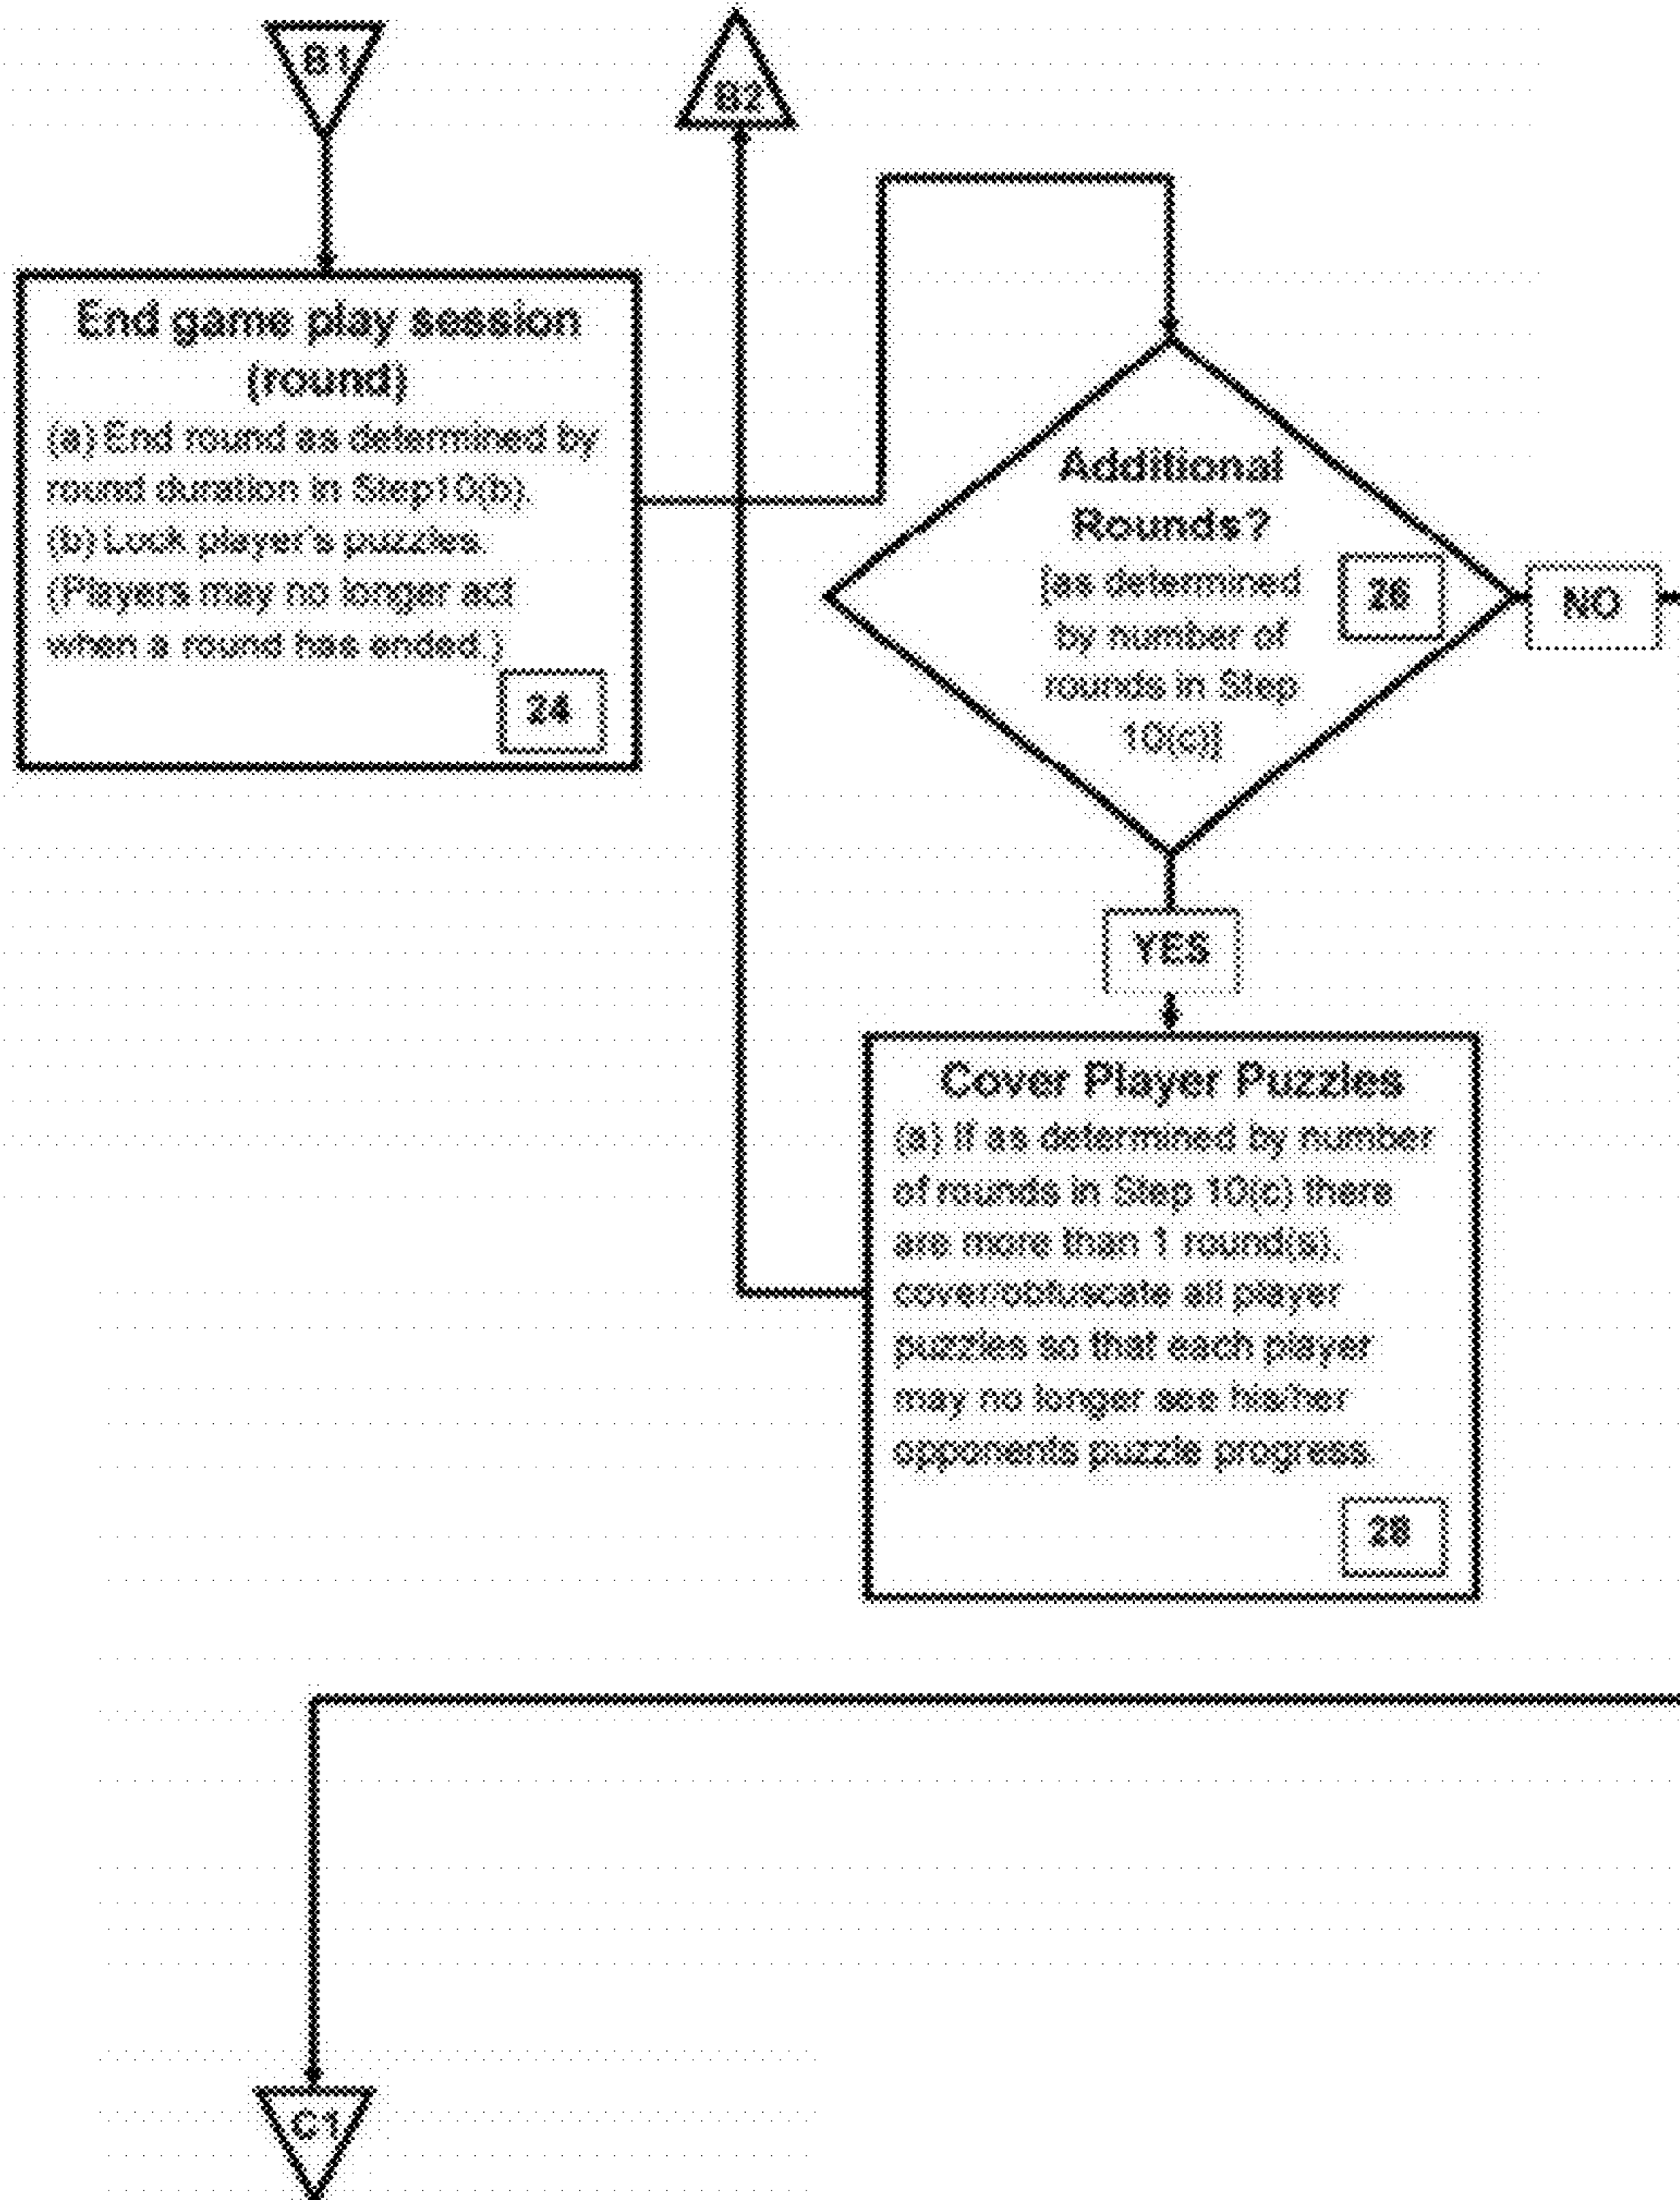 B1
B2
End game play session
(round)
(a) End round as determined by
round duration in Step10(b).
(b) Lock player's puzzles.
(Players may no longer act
when a round has ended.)
24
Additional
Rounds?
[as determined
by number of
rounds in Step
10(c)]
26
NO
YES
Cover Player Puzzles
(a) If as determined by number
of rounds in Step 10(c) there
are more than 1 round(s),
cover/obfuscate all player
puzzles so that each player
may no longer see his/her
opponents puzzle progress.
28
C1